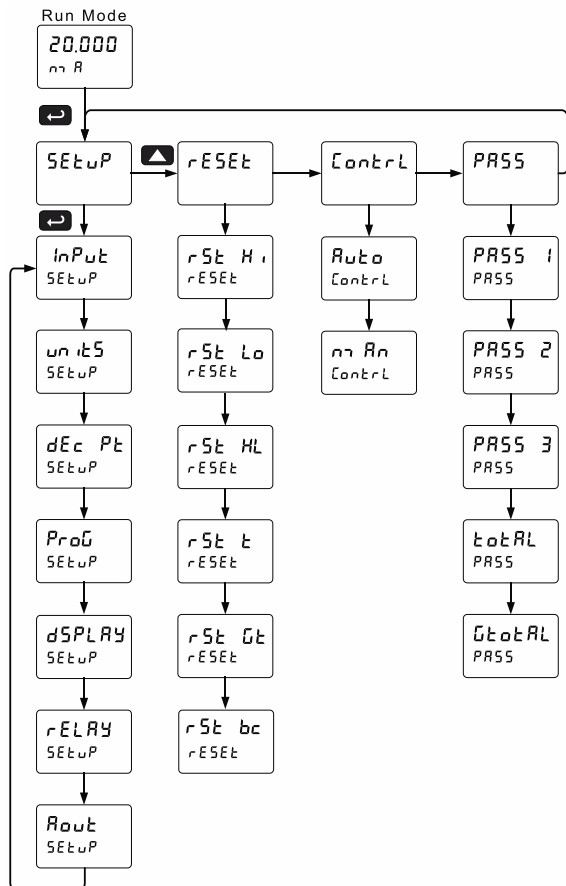 Run Mode
20.000
mA
SEtuP
rESEt
ContrL
PASS
InPut
SEtuP
rSt Hi
rESEt
Auto
ContrL
PASS 1
PASS
unitS
SEtuP
rSt Lo
rESEt
mAn
ContrL
PASS 2
PASS
dEc Pt
SEtuP
rSt HL
rESEt
PASS 3
PASS
ProG
SEtuP
rSt t
rESEt
totAL
PASS
dSPLAY
SEtuP
rSt Gt
rESEt
GtotAL
PASS
rELAY
SEtuP
rSt bc
rESEt
Aout
SEtuP